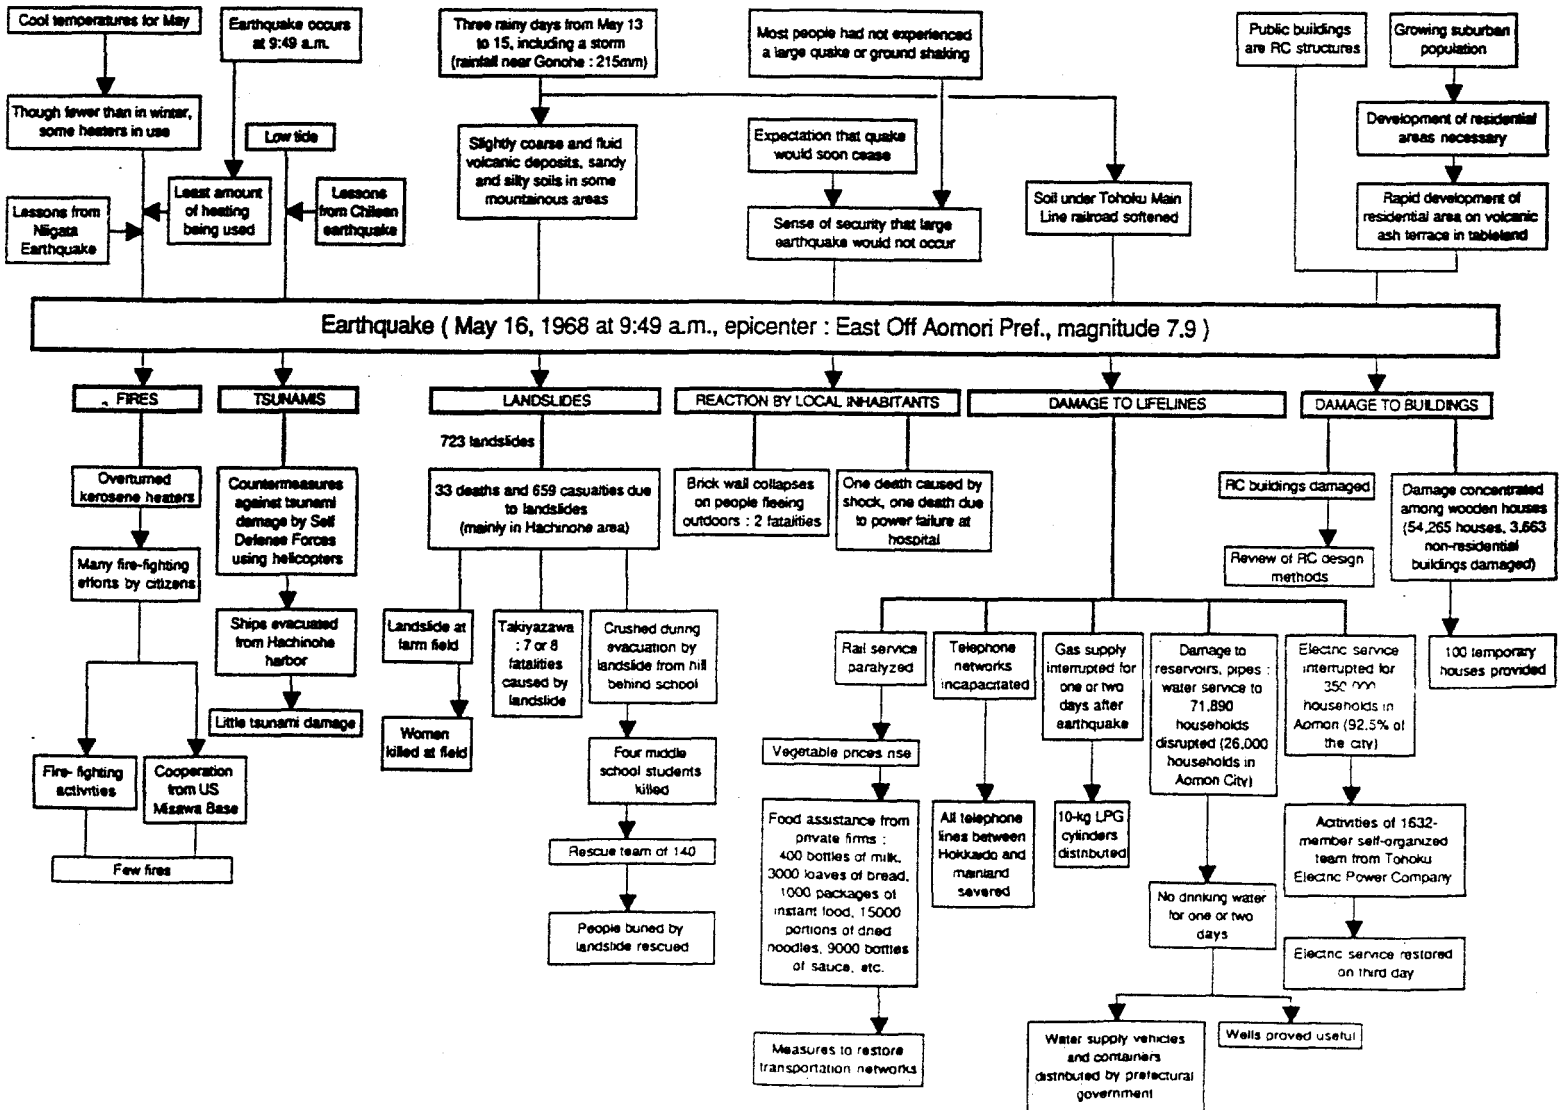 Cool temperatures for May
Earthquake occurs
at 9:49 a.m.
Three rainy days from May 13
to 15, including a storm
(rainfall near Gonohe : 215mm)
Most people had not experienced
a large quake or ground shaking
Public buildings
are RC structures
Growing suburban
population
Though fewer than in winter,
some heaters in use
Low tide
Slightly coarse and fluid
volcanic deposits, sandy
and silty soils in some
mountainous areas
Expectation that quake
would soon cease
Development of residential
areas necessary
Lessons from
Niigata
Earthquake
Least amount
of heating
being used
Lessons
from Chilean
earthquake
Sense of security that large
earthquake would not occur
Soil under Tohoku Main
Line railroad softened
Rapid development of
residential area on volcanic
ash terrace in tableland
Earthquake ( May 16, 1968 at 9:49 a.m., epicenter : East Off Aomori Pref., magnitude 7.9 )
FIRES
TSUNAMIS
LANDSLIDES
REACTION BY LOCAL INHABITANTS
DAMAGE TO LIFELINES
DAMAGE TO BUILDINGS
723 landslides
Overturned
kerosene heaters
Many fire-fighting
efforts by citizens
Fire- fighting
activities
Cooperation
from US
Misawa Base
Few fires
Countermeasures
against tsunami
damage by Self
Defense Forces
using helicopters
Ships evacuated
from Hachinohe
harbor
Little tsunami damage
33 deaths and 659 casualties due
to landslides
(mainly in Hachinone area)
Landslide at
farm field
Women
killed at field
Takiyazawa
: 7 or 8
fatalities
caused by
landslide
Crushed during
evacuation by
landslide from hill
behind school
Four middle
school students
killed
Rescue team of 140
People buried by
landslide rescued
Brick wall collapses
on people fleeing
outdoors : 2 fatalities
One death caused by
shock, one death due
to power failure at
hospital
Rail service
paralyzed
Vegetable prices rise
Food assistance from
private firms :
400 bottles of milk,
3000 loaves of bread,
1000 packages of
instant food, 15000
portions of dried
noodles, 9000 bottles
of sauce, etc.
Measures to restore
transportation networks
Telephone
networks
incapacitated
All telephone
lines between
Hokkaido and
mainland
severed
Gas supply
interrupted for
one or two
days after
earthquake
10-kg LPG
cylinders
distributed
Damage to
reservoirs, pipes :
water service to
71,890
households
disrupted (26,000
households in
Aomori City)
No drinking water
for one or two
days
Water supply vehicles
and containers
distributed by prefectural
government
Wells proved useful
Electric service
interrupted for
350,000
households in
Aomori (92.5% of
the city)
Activities of 1632-
member self-organized
team from Tohoku
Electric Power Company
Electric service restored
on third day
RC buildings damaged
Review of RC design
methods
Damage concentrated
among wooden houses
(54,265 houses, 3,663
non-residential
buildings damaged)
100 temporary
houses provided